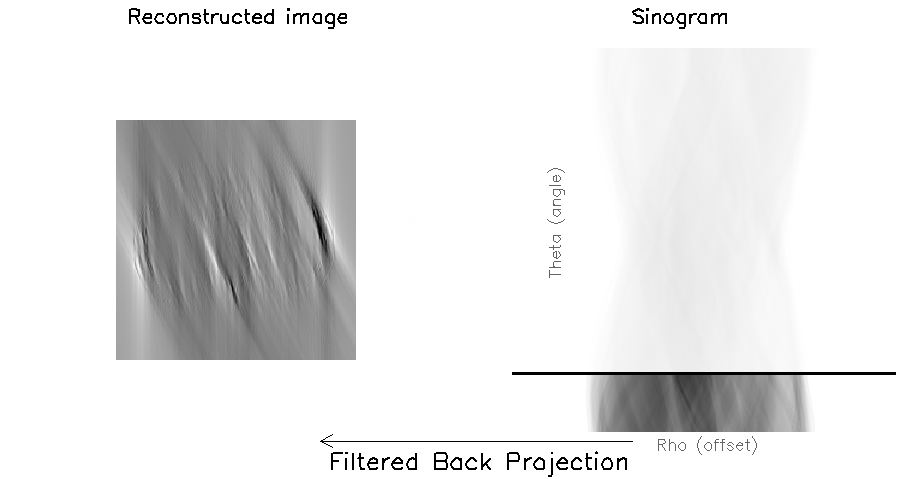 Reconstructed image
Sinogram
Theta (angle)
Rho (offset)
Filtered Back Projection